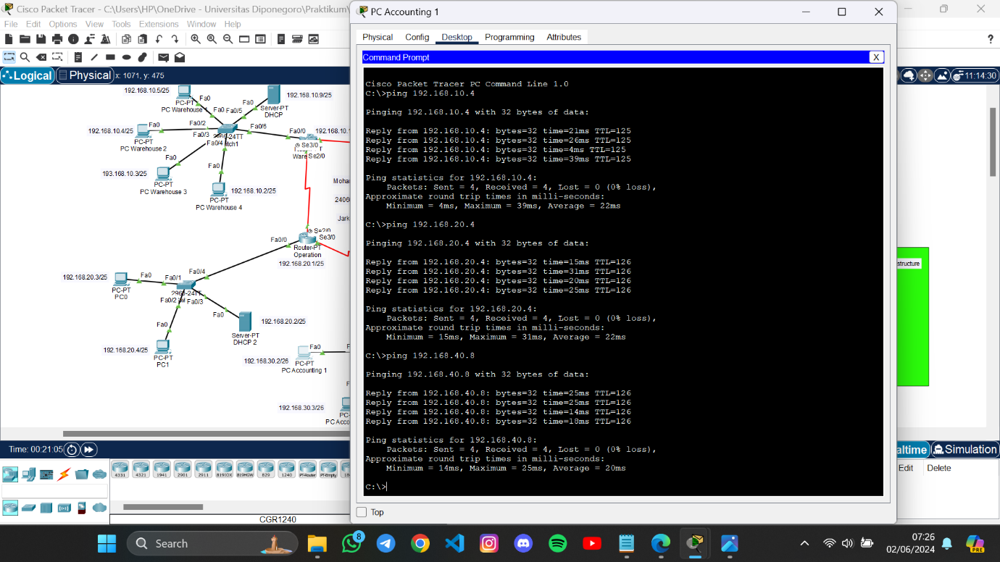 Cisco Packet Tracer - C:\Users\HP\OneDrive - Universitas Diponegoro\Praktikum\
File Edit Options View Tools Extensions Window Help
?
Logical
Physical
x: 1071, y: 475
11:14:30
192.168.10.5/25
PC-PT
PC Warehouse 1
Fa0
Fa0
Fa0/5
Fa0
192.168.10.9/25
Server-PT
DHCP
192.168.10.4/25
Fa0
Fa0/2
PC-PT
PC Warehouse 2
Fa0/3
Fa0/4
Fa0/6
Fa0/0
192.168.10.
Se3/0
Se2/0
Fa0
193.168.10.3/25
PC-PT
PC Warehouse 3
Fa0
192.168.10.2/25
PC-PT
PC Warehouse 4
Moha
2406
Jark
Fa0/0
Se2/0
Se3/0
Router-PT
Operation
192.168.20.1/25
192.168.20.3/25
Fa0
Fa0/1
Fa0/4
PC-PT
PC0
2960-24TT
Fa0/2
Fa0/3
Fa0
Fa0
192.168.20.2/25
Server-PT
DHCP 2
192.168.20.4/25
PC-PT
PC1
192.168.30.2/26
Fa0
PC-PT
PC Accounting 1
192.168.30.3/26
PC-
PC Acco
structure
Time: 00:21:05
4331 4321 1941 2901 2911 819IOX 819HGW 829 1240 PT-Router PT-Empty
CGR1240
altime
Simulation
Edit Delete
PC Accounting 1
Physical Config Desktop Programming Attributes
Command Prompt
X
Cisco Packet Tracer PC Command Line 1.0
C:\>ping 192.168.10.4
Pinging 192.168.10.4 with 32 bytes of data:
Reply from 192.168.10.4: bytes=32 time=21ms TTL=125
Reply from 192.168.10.4: bytes=32 time=26ms TTL=125
Reply from 192.168.10.4: bytes=32 time=4ms TTL=125
Reply from 192.168.10.4: bytes=32 time=39ms TTL=125
Ping statistics for 192.168.10.4:
Packets: Sent = 4, Received = 4, Lost = 0 (0% loss),
Approximate round trip times in milli-seconds:
Minimum = 4ms, Maximum = 39ms, Average = 22ms
C:\>ping 192.168.20.4
Pinging 192.168.20.4 with 32 bytes of data:
Reply from 192.168.20.4: bytes=32 time=15ms TTL=126
Reply from 192.168.20.4: bytes=32 time=31ms TTL=126
Reply from 192.168.20.4: bytes=32 time=20ms TTL=126
Reply from 192.168.20.4: bytes=32 time=25ms TTL=126
Ping statistics for 192.168.20.4:
Packets: Sent = 4, Received = 4, Lost = 0 (0% loss),
Approximate round trip times in milli-seconds:
Minimum = 15ms, Maximum = 31ms, Average = 22ms
C:\>ping 192.168.40.8
Pinging 192.168.40.8 with 32 bytes of data:
Reply from 192.168.40.8: bytes=32 time=25ms TTL=126
Reply from 192.168.40.8: bytes=32 time=25ms TTL=126
Reply from 192.168.40.8: bytes=32 time=14ms TTL=126
Reply from 192.168.40.8: bytes=32 time=18ms TTL=126
Ping statistics for 192.168.40.8:
Packets: Sent = 4, Received = 4, Lost = 0 (0% loss),
Approximate round trip times in milli-seconds:
Minimum = 14ms, Maximum = 25ms, Average = 20ms
C:\>
Top
Search
8
07:26
02/06/2024
PRE